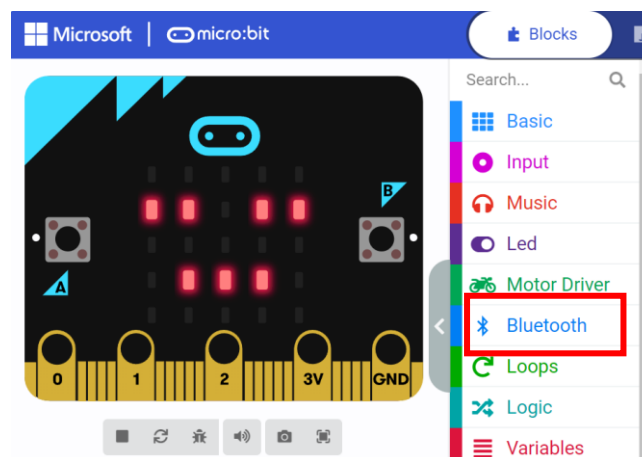 Microsoft | micro:bit
Blocks
Search...
Basic
Input
Music
Led
Motor Driver
Bluetooth
Loops
Logic
Variables
B
A
0 1 2 3V GND